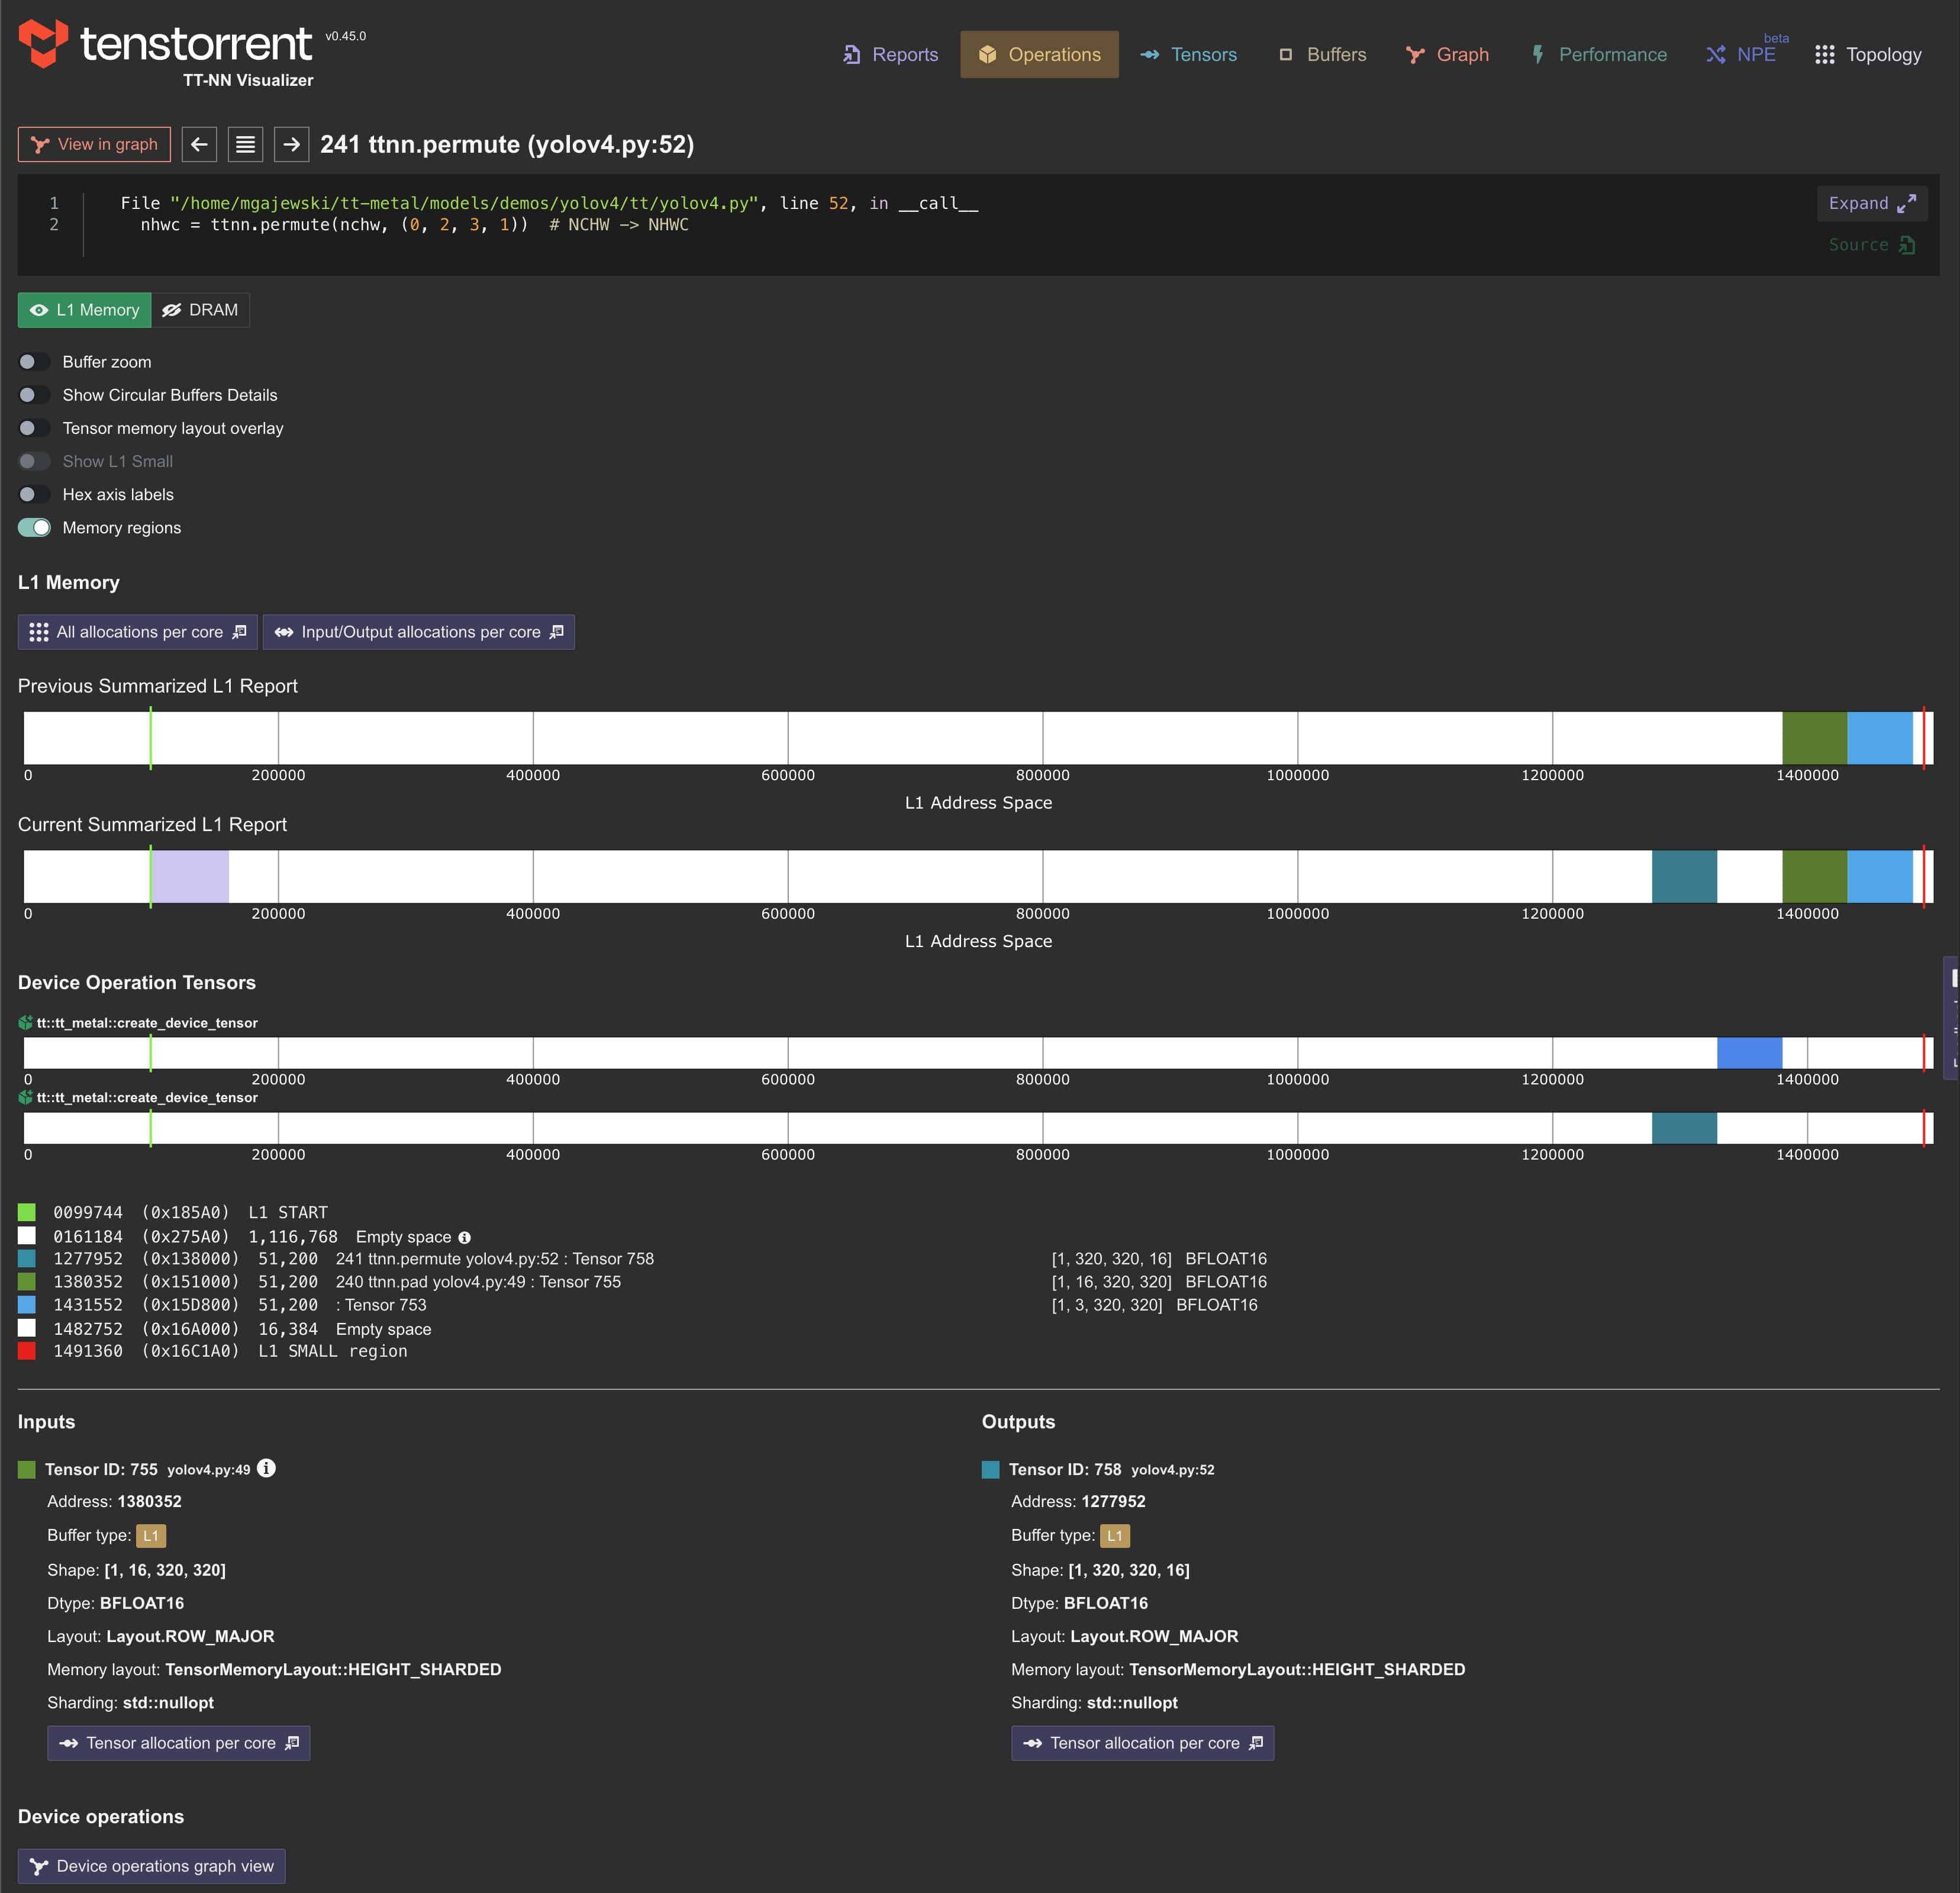 tenstorrent v0.45.0
TT-NN Visualizer
Reports Operations Tensors Buffers Graph Performance NPE beta Topology
View in graph 241 ttnn.permute (yolov4.py:52)
1 File "/home/mgajewski/tt-metal/models/demos/yolov4/tt/yolov4.py", line 52, in __call__
2 nhwc = ttnn.permute(nchw, (0, 2, 3, 1)) # NCHW -> NHWC
Expand
Source
L1 Memory DRAM
Buffer zoom
Show Circular Buffers Details
Tensor memory layout overlay
Show L1 Small
Hex axis labels
Memory regions
L1 Memory
All allocations per core Input/Output allocations per core
Previous Summarized L1 Report
0 200000 400000 600000 800000 1000000 1200000 1400000
L1 Address Space
Current Summarized L1 Report
0 200000 400000 600000 800000 1000000 1200000 1400000
L1 Address Space
Device Operation Tensors
tt::tt_metal::create_device_tensor
0 200000 400000 600000 800000 1000000 1200000 1400000
tt::tt_metal::create_device_tensor
0 200000 400000 600000 800000 1000000 1200000 1400000
0099744 (0x185A0) L1 START
0161184 (0x275A0) 1,116,768 Empty space
1277952 (0x138000) 51,200 241 ttnn.permute yolov4.py:52 : Tensor 758 [1, 320, 320, 16] BFLOAT16
1380352 (0x151000) 51,200 240 ttnn.pad yolov4.py:49 : Tensor 755 [1, 16, 320, 320] BFLOAT16
1431552 (0x15D800) 51,200 : Tensor 753 [1, 3, 320, 320] BFLOAT16
1482752 (0x16A000) 16,384 Empty space
1491360 (0x16C1A0) L1 SMALL region
Inputs
Tensor ID: 755 yolov4.py:49
Address: 1380352
Buffer type: L1
Shape: [1, 16, 320, 320]
Dtype: BFLOAT16
Layout: Layout.ROW_MAJOR
Memory layout: TensorMemoryLayout::HEIGHT_SHARDED
Sharding: std::nullopt
Tensor allocation per core
Outputs
Tensor ID: 758 yolov4.py:52
Address: 1277952
Buffer type: L1
Shape: [1, 320, 320, 16]
Dtype: BFLOAT16
Layout: Layout.ROW_MAJOR
Memory layout: TensorMemoryLayout::HEIGHT_SHARDED
Sharding: std::nullopt
Tensor allocation per core
Device operations
Device operations graph view